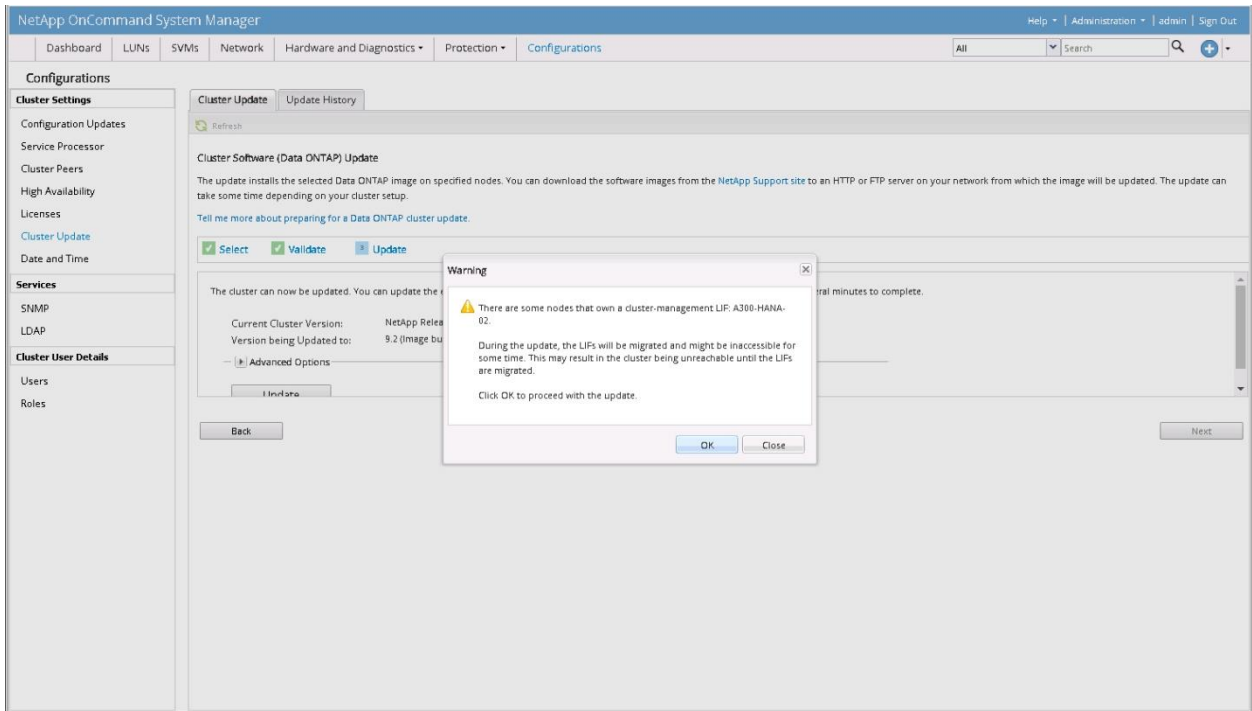 NetApp OnCommand System Manager
Help | Administration | admin | Sign Out
Dashboard LUNs SVMs Network Hardware and Diagnostics Protection Configurations
All Search
Configurations
Cluster Settings
Configuration Updates
Service Processor
Cluster Peers
High Availability
Licenses
Cluster Update
Date and Time
Services
SNMP
LDAP
Cluster User Details
Users
Roles
Cluster Update Update History
Refresh
Cluster Software (Data ONTAP) Update
The update installs the selected Data ONTAP image on specified nodes. You can download the software images from the NetApp Support site to an HTTP or FTP server on your network from which the image will be updated. The update can
take some time depending on your cluster setup.
Tell me more about preparing for a Data ONTAP cluster update.
Select Validate 3 Update
The cluster can now be updated. You can update the
eral minutes to complete.
Current Cluster Version: NetApp Relea
Version being Updated to: 9.2 (Image bu
Advanced Options
Update
Back
Next
Warning
There are some nodes that own a cluster-management LIF: A300-HANA-
02.
During the update, the LIFs will be migrated and might be inaccessible for
some time. This may result in the cluster being unreachable until the LIFs
are migrated.
Click OK to proceed with the update.
OK Close